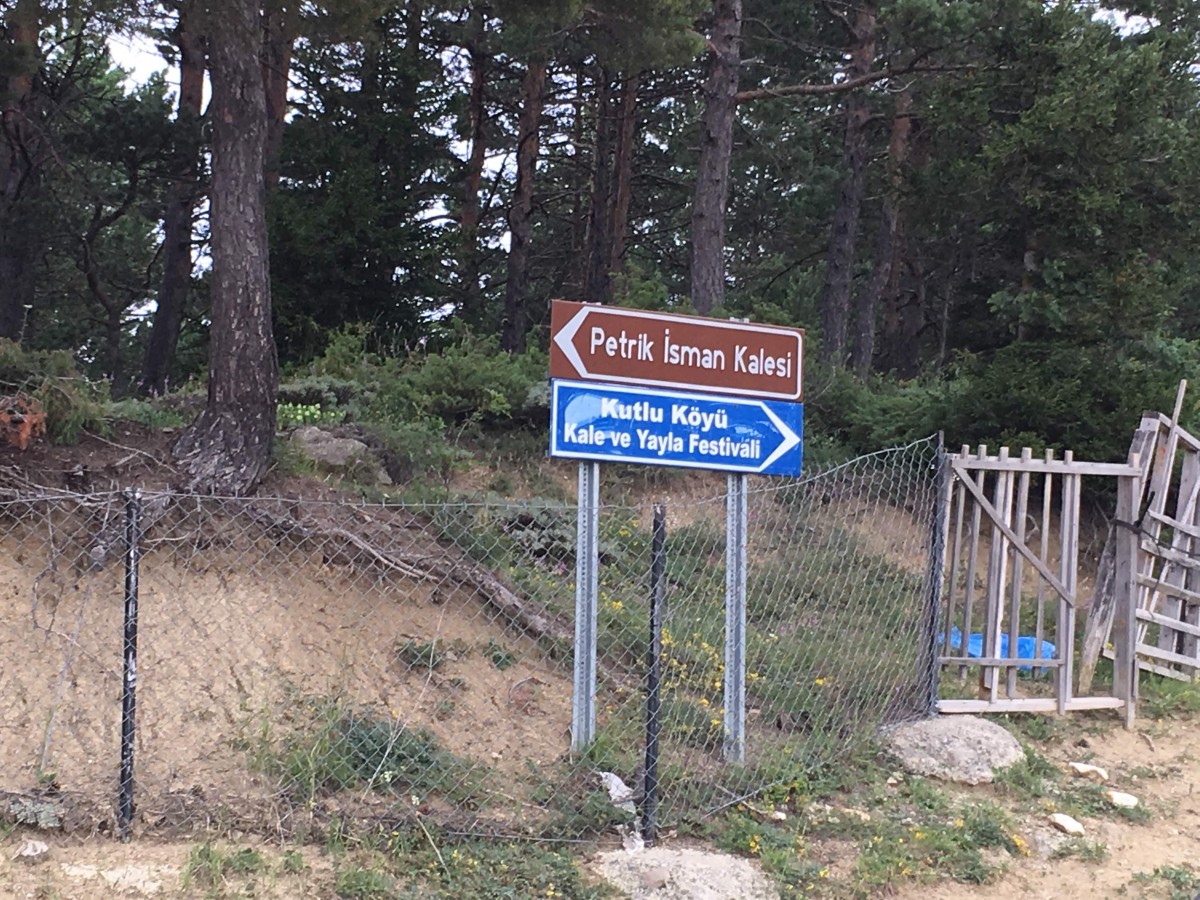 Petrik İsman Kalesi
Kutlu Köyü
Kale ve Yayla Festivali